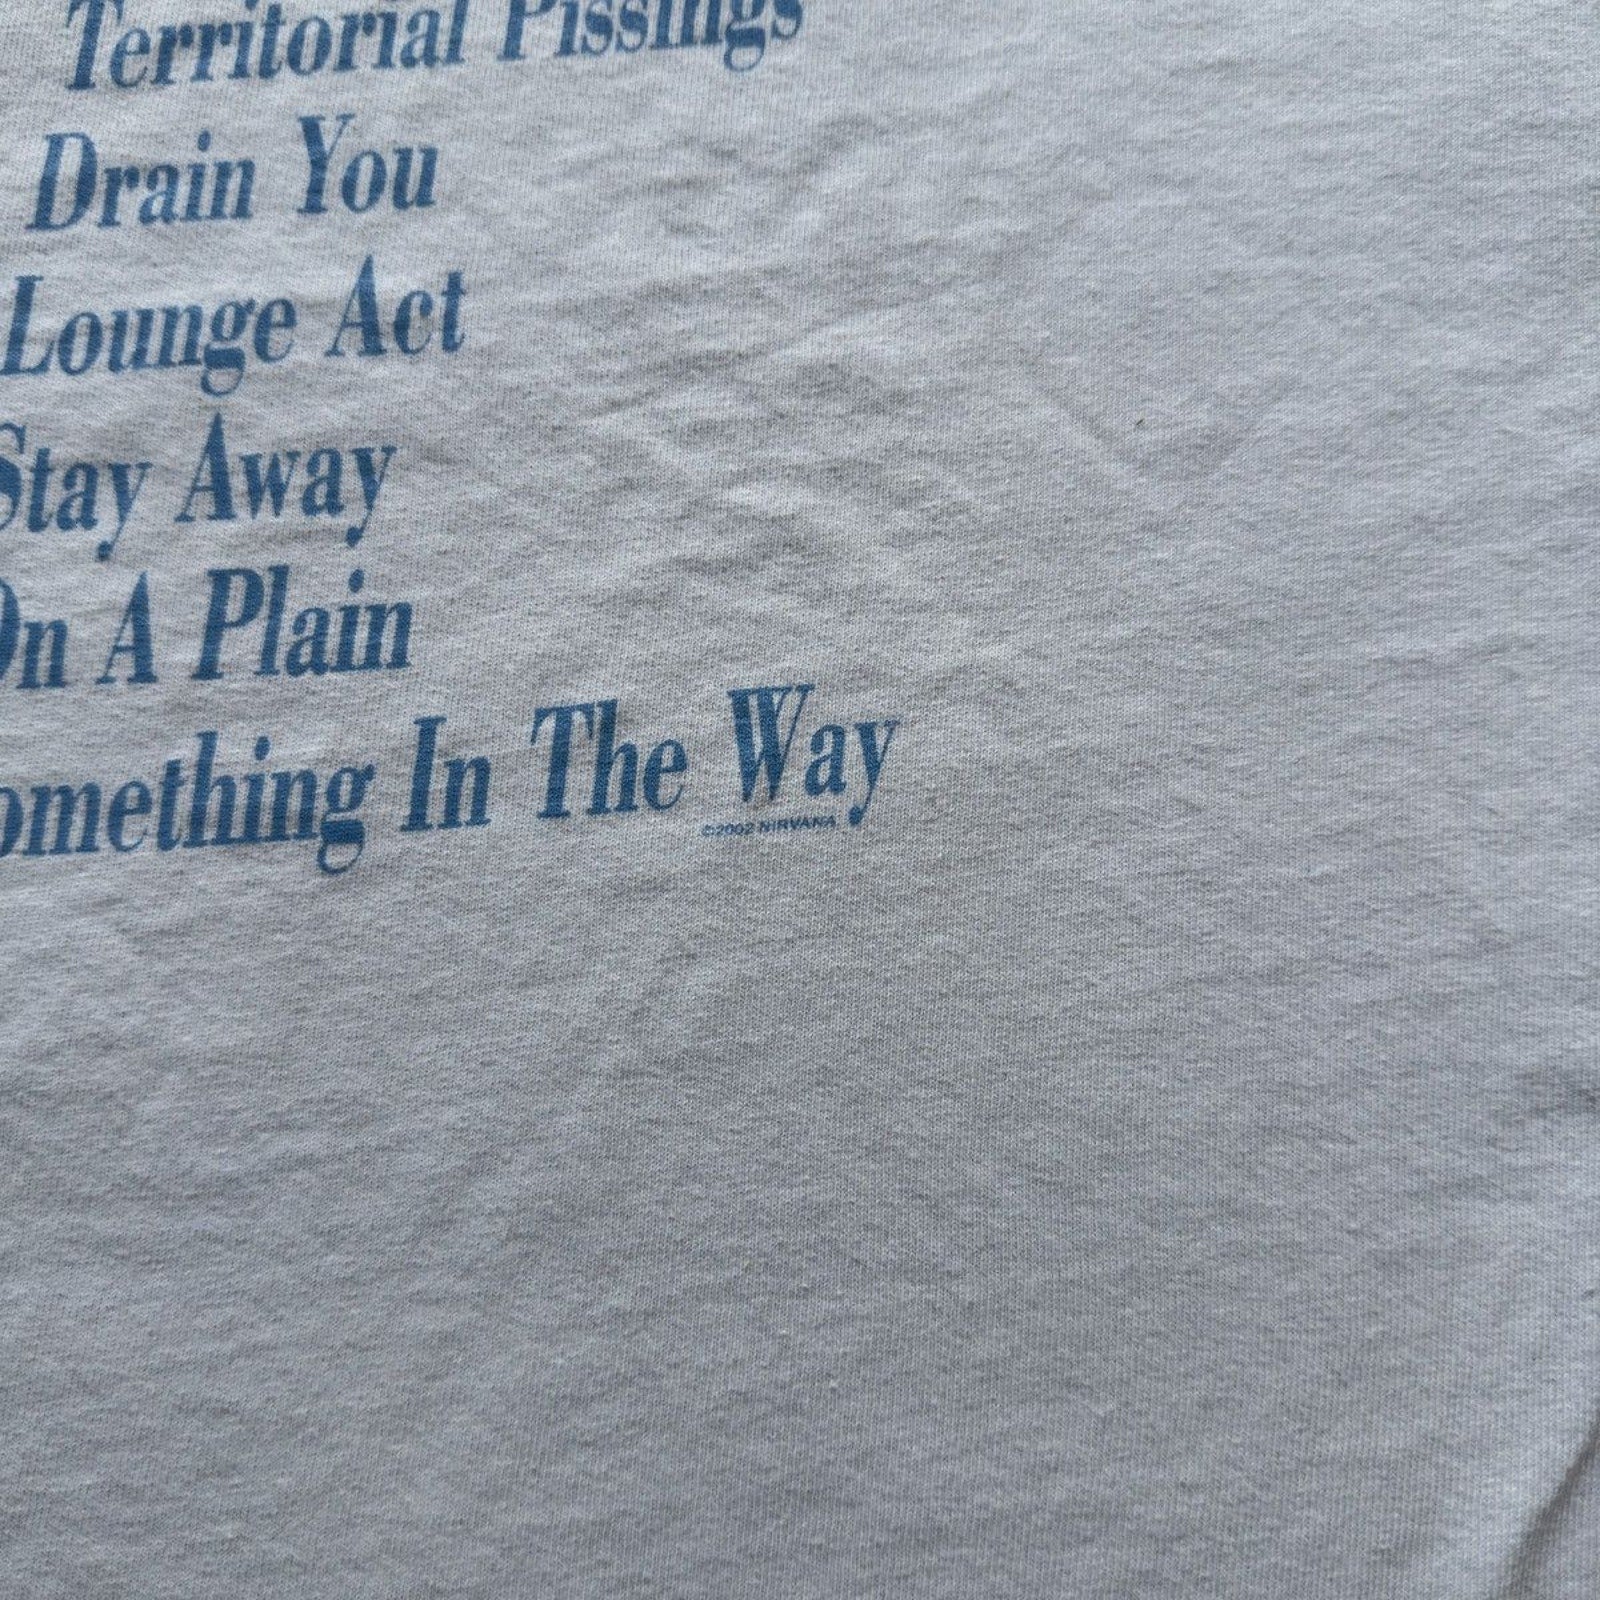 Territorial Pissings
Drain You
Lounge Act
Stay Away
On A Plain
omething In The Way
©2002 NIRVANA